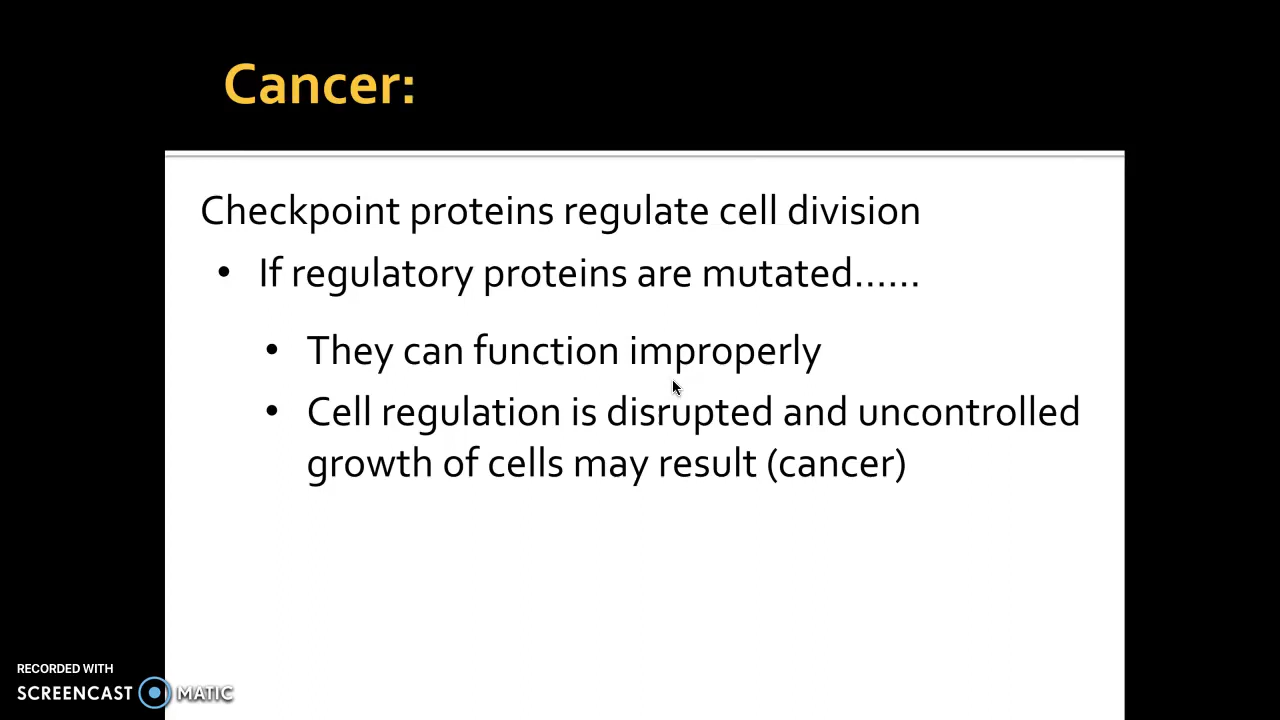 Cancer:
Checkpoint proteins regulate cell division
• If regulatory proteins are mutated......
• They can function improperly
• Cell regulation is disrupted and uncontrolled
growth of cells may result (cancer)
RECORDED WITH
SCREENCAST MATIC